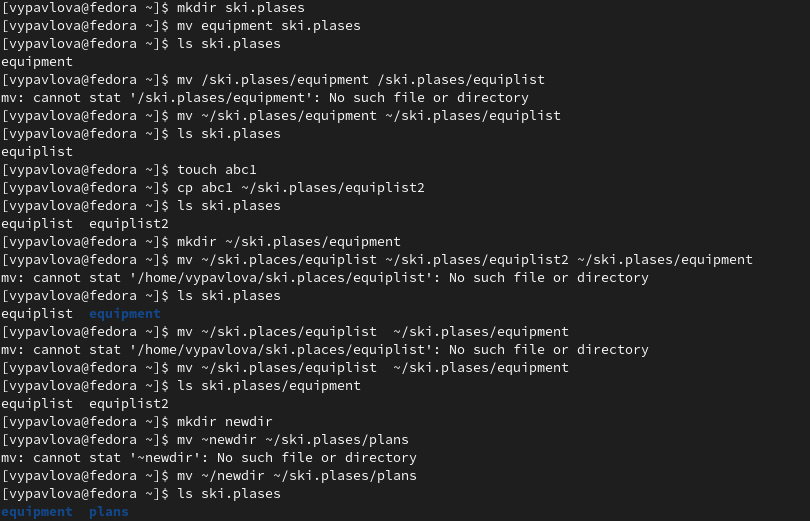 [vypavlova@fedora ~]$ mkdir ski.plases
[vypavlova@fedora ~]$ mv equipment ski.plases
[vypavlova@fedora ~]$ ls ski.plases
equipment
[vypavlova@fedora ~]$ mv /ski.plases/equipment /ski.plases/equiplist
mv: cannot stat '/ski.plases/equipment': No such file or directory
[vypavlova@fedora ~]$ mv ~/ski.plases/equipment ~/ski.plases/equiplist
[vypavlova@fedora ~]$ ls ski.plases
equiplist
[vypavlova@fedora ~]$ touch abc1
[vypavlova@fedora ~]$ cp abc1 ~/ski.plases/equiplist2
[vypavlova@fedora ~]$ ls ski.plases
equiplist  equiplist2
[vypavlova@fedora ~]$ mkdir ~/ski.plases/equipment
[vypavlova@fedora ~]$ mv ~/ski.places/equiplist ~/ski.plases/equiplist2 ~/ski.plases/equipment
mv: cannot stat '/home/vypavlova/ski.places/equiplist': No such file or directory
[vypavlova@fedora ~]$ ls ski.plases
equiplist  equipment
[vypavlova@fedora ~]$ mv ~/ski.places/equiplist  ~/ski.plases/equipment
mv: cannot stat '/home/vypavlova/ski.places/equiplist': No such file or directory
[vypavlova@fedora ~]$ mv ~/ski.plases/equiplist  ~/ski.plases/equipment
[vypavlova@fedora ~]$ ls ski.plases/equipment
equiplist  equiplist2
[vypavlova@fedora ~]$ mkdir newdir
[vypavlova@fedora ~]$ mv ~newdir ~/ski.plases/plans
mv: cannot stat '~newdir': No such file or directory
[vypavlova@fedora ~]$ mv ~/newdir ~/ski.plases/plans
[vypavlova@fedora ~]$ ls ski.plases
equipment  plans